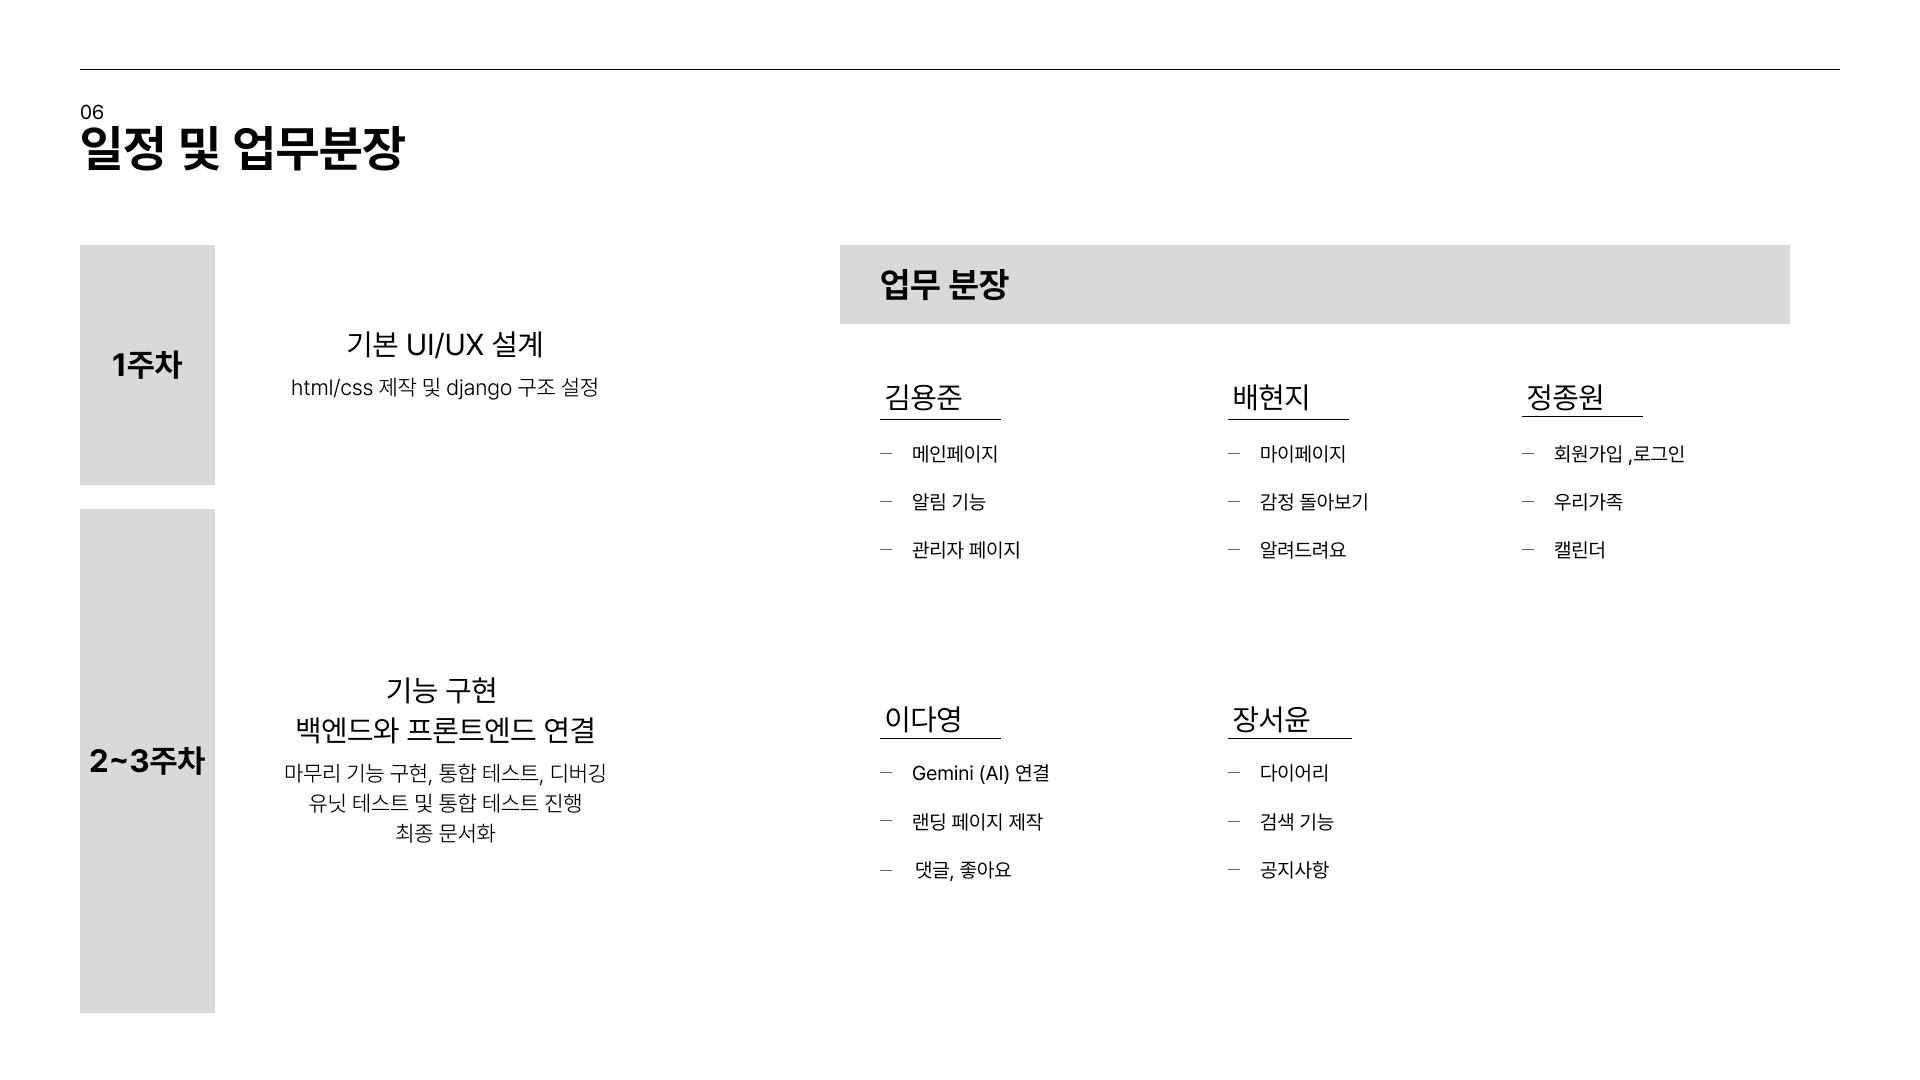 06
일정 및 업무분장
1주차
기본 UI/UX 설계
html/css 제작 및 django 구조 설정
2~3주차
기능 구현
백엔드와 프론트엔드 연결
마무리 기능 구현, 통합 테스트, 디버깅
유닛 테스트 및 통합 테스트 진행
최종 문서화
업무 분장
김용준
– 메인페이지
– 알림 기능
– 관리자 페이지
배현지
– 마이페이지
– 감정 돌아보기
– 알려드려요
정종원
– 회원가입 ,로그인
– 우리가족
– 캘린더
이다영
– Gemini (AI) 연결
– 랜딩 페이지 제작
– 댓글, 좋아요
장서윤
– 다이어리
– 검색 기능
– 공지사항